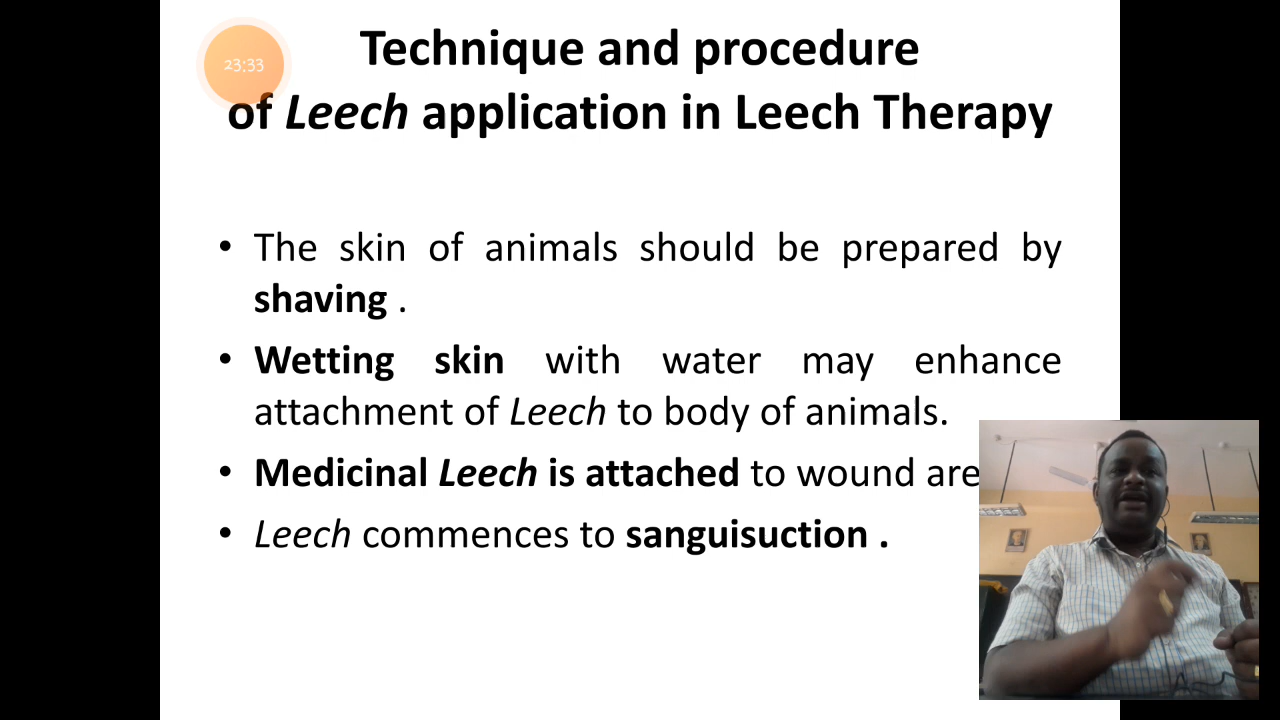 23:33
Technique and procedure
of Leech application in Leech Therapy
• The skin of animals should be prepared by
shaving .
• Wetting skin with water may enhance
attachment of Leech to body of animals.
• Medicinal Leech is attached to wound are
• Leech commences to sanguisuction .